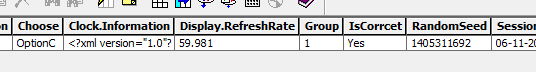 on Choose Clock.Information Display.RefreshRate Group IsCorrcet RandomSeed Session
OptionC <?xml version="1.0"? 59.981 1 Yes 1405311692 06-11-20